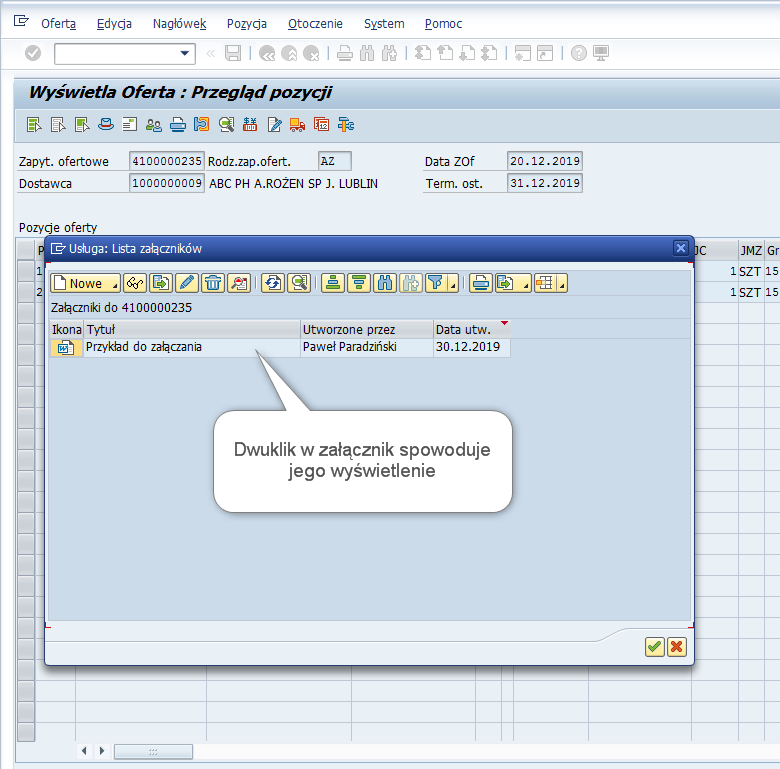 Oferta Edycja Nagłówek Pozycja Otoczenie System Pomoc
Wyświetla Oferta : Przegląd pozycji
Zapyt. ofertowe 4100000235 Rodz.zap.ofert. AZ Data ZOf 20.12.2019
Dostawca 1000000009 ABC PH A.ROŻEN SP J. LUBLIN Term. ost. 31.12.2019
Pozycje oferty
P JC JMZ Gr
1 1 SZT 15
2 1 SZT 15
Usługa: Lista załączników
Nowe
Załączniki do 4100000235
Ikona Tytuł Utworzone przez Data utw.
Przykład do załączania Paweł Paradziński 30.12.2019
Dwuklik w załącznik spowoduje
jego wyświetlenie